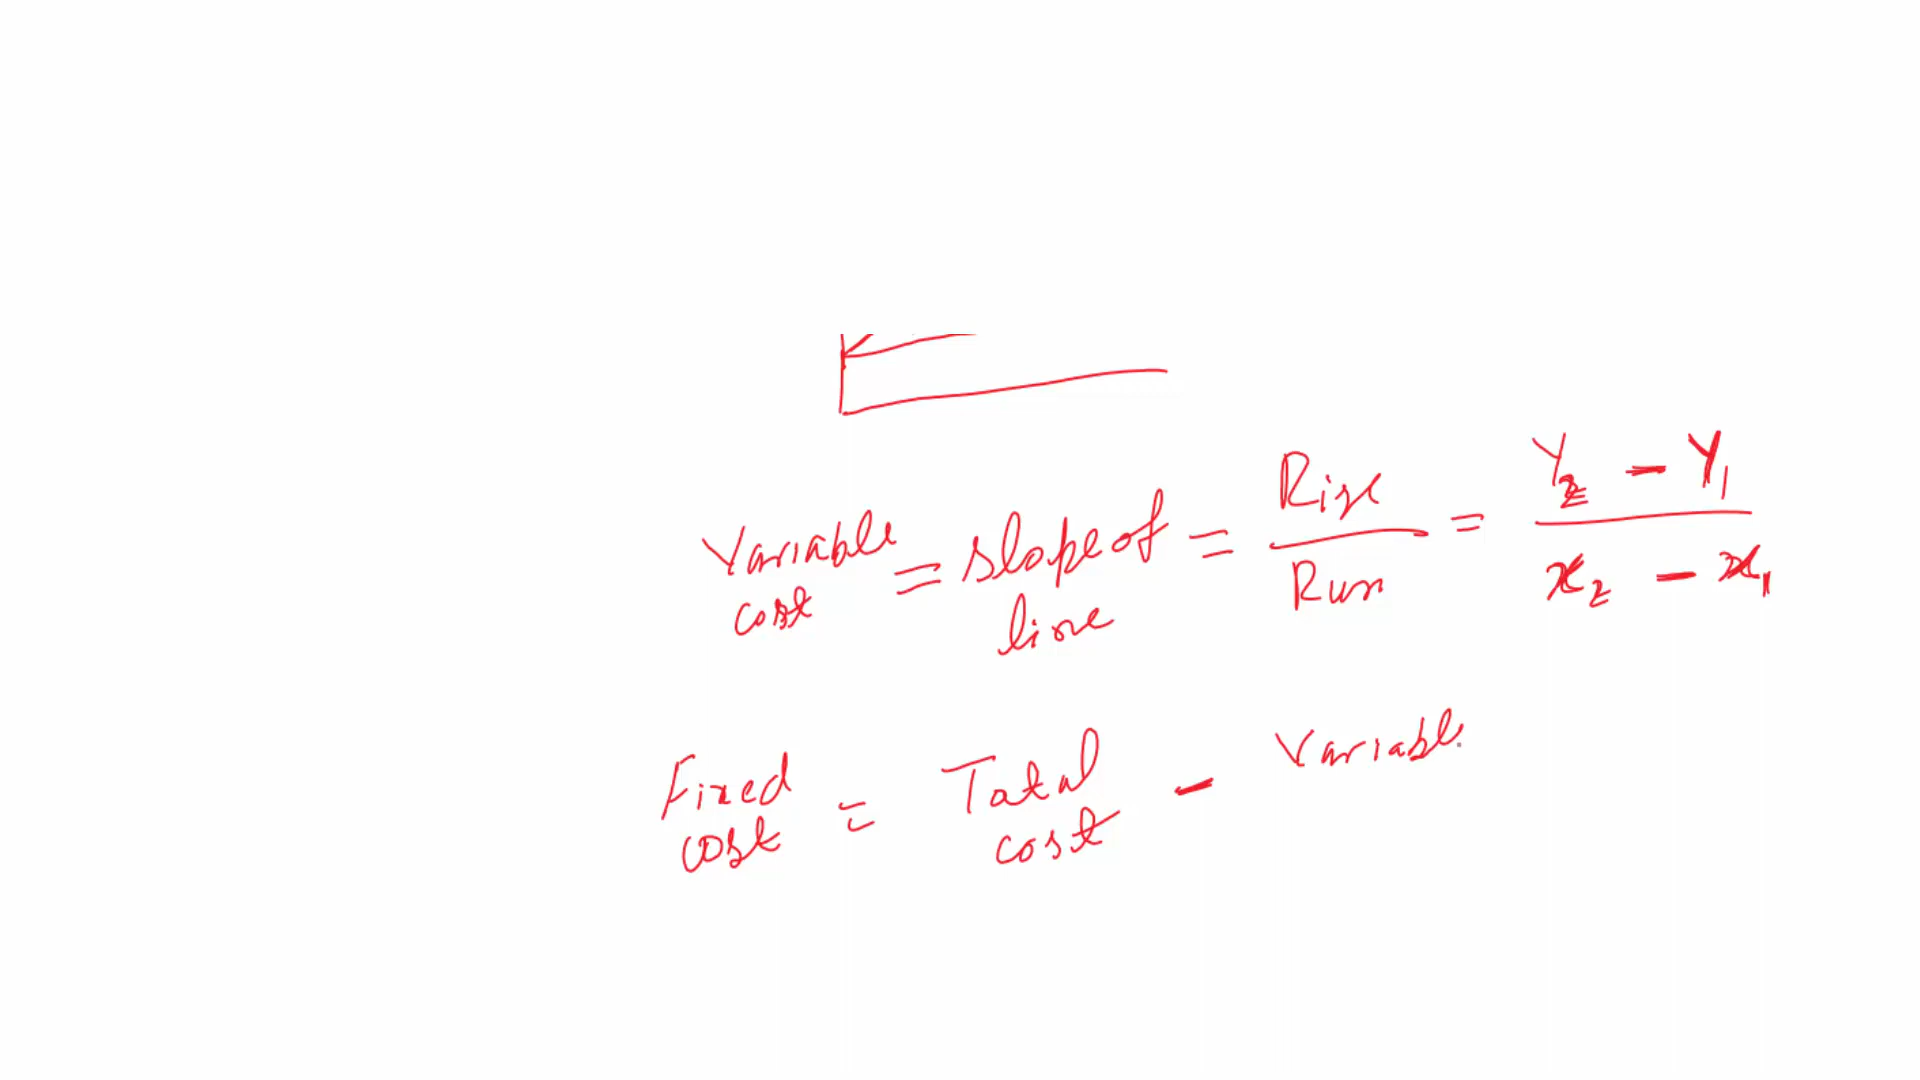 Variable cost = slope of line = Rise / Run = Y₂ - Y₁ / x₂ - x₁
Fixed cost = Total cost - Variable